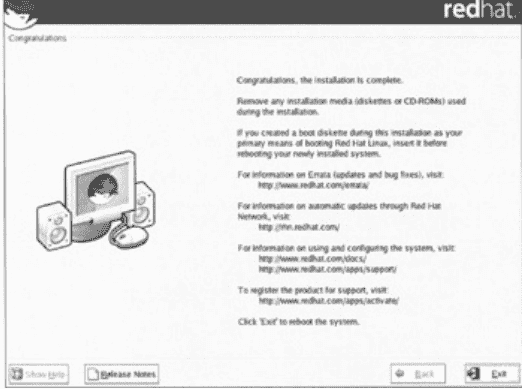 redhat.
Congratulations
Congratulations, the installation is complete.
Remove any installation media (diskettes or CD-ROMs) used
during the installation.
If you created a boot diskette during this installation as your
primary means of booting Red Hat Linux, insert it before
rebooting your newly installed system.
For information on Errata (updates and bug fixes), visit:
http://www.redhat.com/errata/
For information on automatic updates through Red Hat
Network, visit:
http://rhn.redhat.com/
For information on using and configuring the system, visit:
http://www.redhat.com/docs/
http://www.redhat.com/apps/support/
To register the product for support, visit:
http://www.redhat.com/apps/activate/
Click 'Exit' to reboot the system.
Show Help
Release Notes
Back
Exit